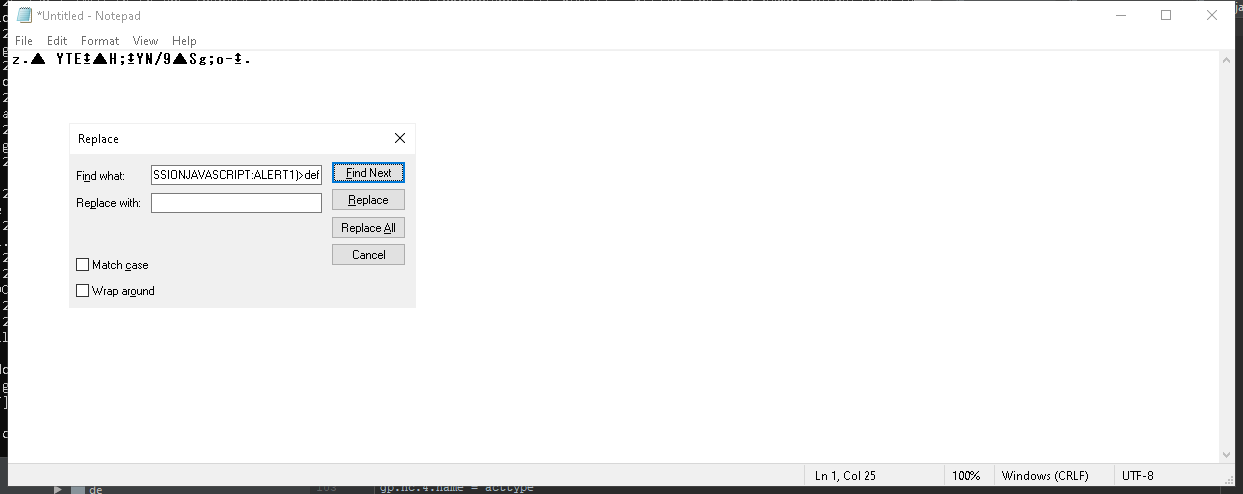 *Untitled - Notepad
File Edit Format View Help
z.▲ YTE‡▲H;‡YN/9▲Sg;o-‡.
Replace
Find what: SSIONJAVASCRIPT:ALERT1)>def Find Next
Replace with: Replace
Replace All
Cancel
Match case
Wrap around
Ln 1, Col 25 100% Windows (CRLF) UTF-8
de gp.nc.4.name = acctype